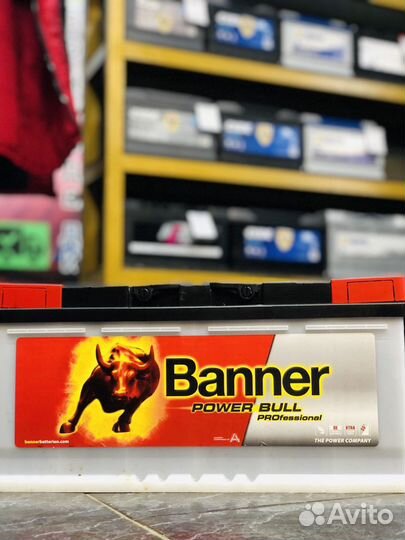 Banner
POWER BULL
PROfessional
bannerbatterien.com
THE POWER COMPANY
Avito